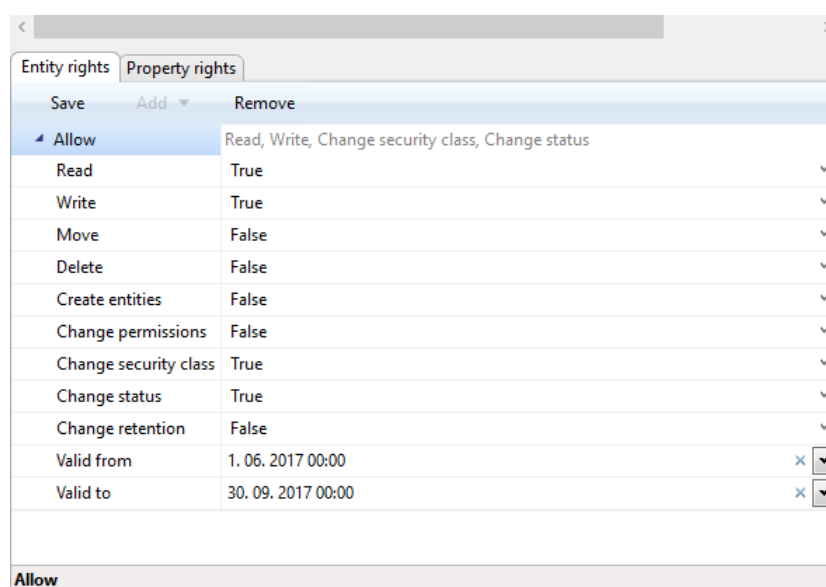 Entity rights Property rights
Save Add Remove
Allow Read, Write, Change security class, Change status
Read True
Write True
Move False
Delete False
Create entities False
Change permissions False
Change security class True
Change status True
Change retention False
Valid from 1. 06. 2017 00:00
Valid to 30. 09. 2017 00:00
Allow